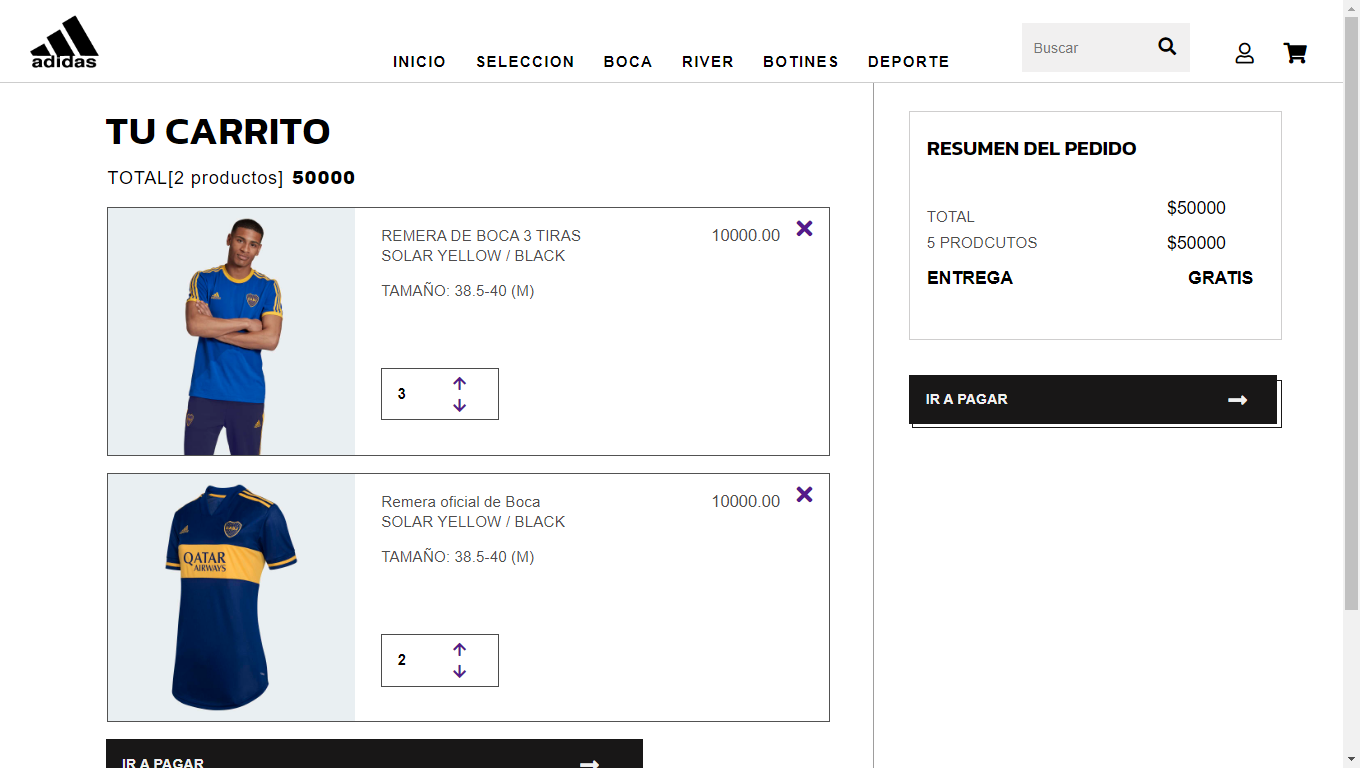 adidas
INICIO SELECCION BOCA RIVER BOTINES DEPORTE
Buscar
TU CARRITO
TOTAL[2 productos] 50000
REMERA DE BOCA 3 TIRAS 10000.00
SOLAR YELLOW / BLACK
TAMAÑO: 38.5-40 (M)
3
QATAR
AIRWAYS
Remera oficial de Boca 10000.00
SOLAR YELLOW / BLACK
TAMAÑO: 38.5-40 (M)
2
IR A PAGAR
RESUMEN DEL PEDIDO
TOTAL $50000
5 PRODCUTOS $50000
ENTREGA GRATIS
IR A PAGAR